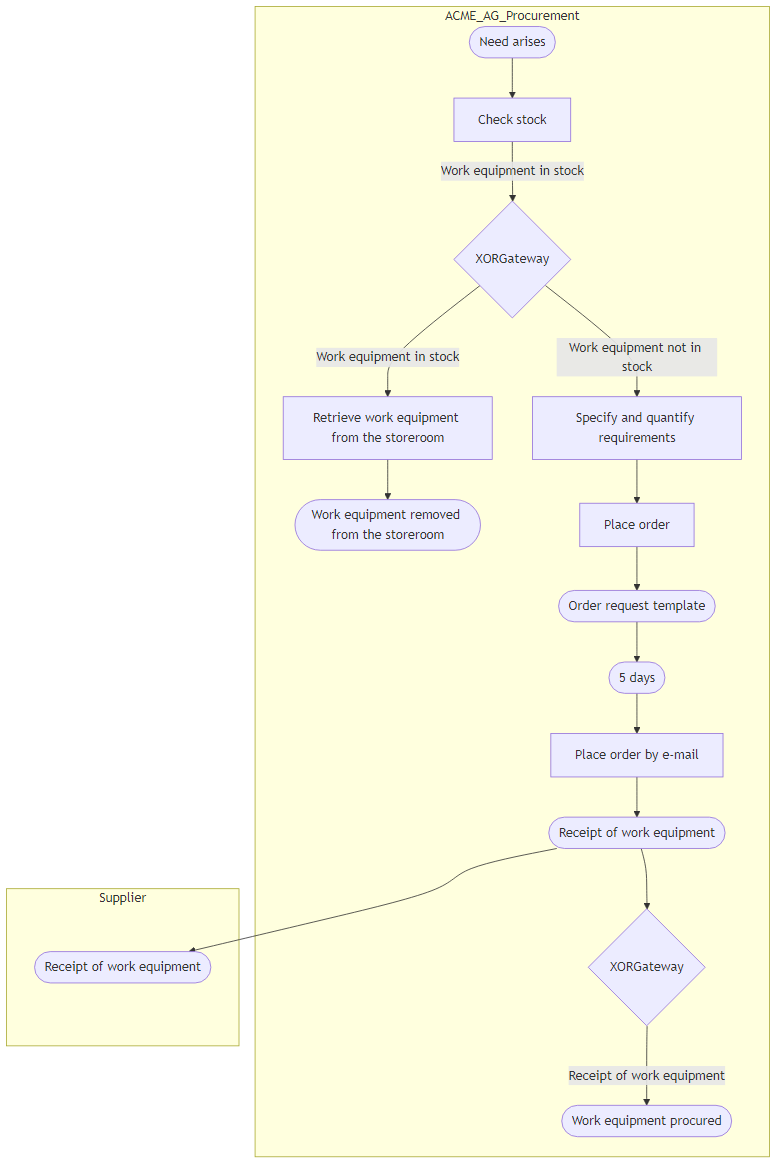 ACME_AG_Procurement
Need arises
Check stock
Work equipment in stock
XORGateway
Work equipment in stock
Work equipment not in
stock
Retrieve work equipment
from the storeroom
Specify and quantify
requirements
Work equipment removed
from the storeroom
Place order
Order request template
5 days
Place order by e-mail
Receipt of work equipment
Supplier
Receipt of work equipment
XORGateway
Receipt of work equipment
Work equipment procured